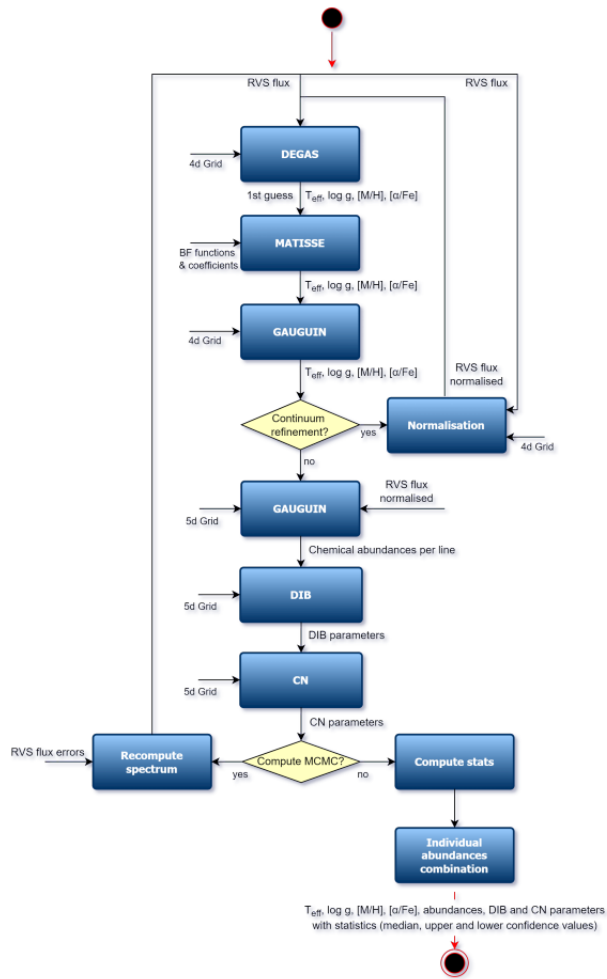 RVS flux
RVS flux
DEGAS
4d Grid
1st guess
Teff, log g, [M/H], [α/Fe]
MATISSE
BF functions
& coefficients
Teff, log g, [M/H], [α/Fe]
GAUGUIN
4d Grid
Teff, log g, [M/H], [α/Fe]
RVS flux
normalised
Continuum
refinement?
yes
Normalisation
4d Grid
no
RVS flux
normalised
GAUGUIN
5d Grid
Chemical abundances per line
DIB
5d Grid
DIB parameters
CN
5d Grid
CN parameters
RVS flux errors
Recompute
spectrum
yes
Compute MCMC?
no
Compute stats
Individual
abundances
combination
Teff, log g, [M/H], [α/Fe], abundances, DIB and CN parameters
with statistics (median, upper and lower confidence values)